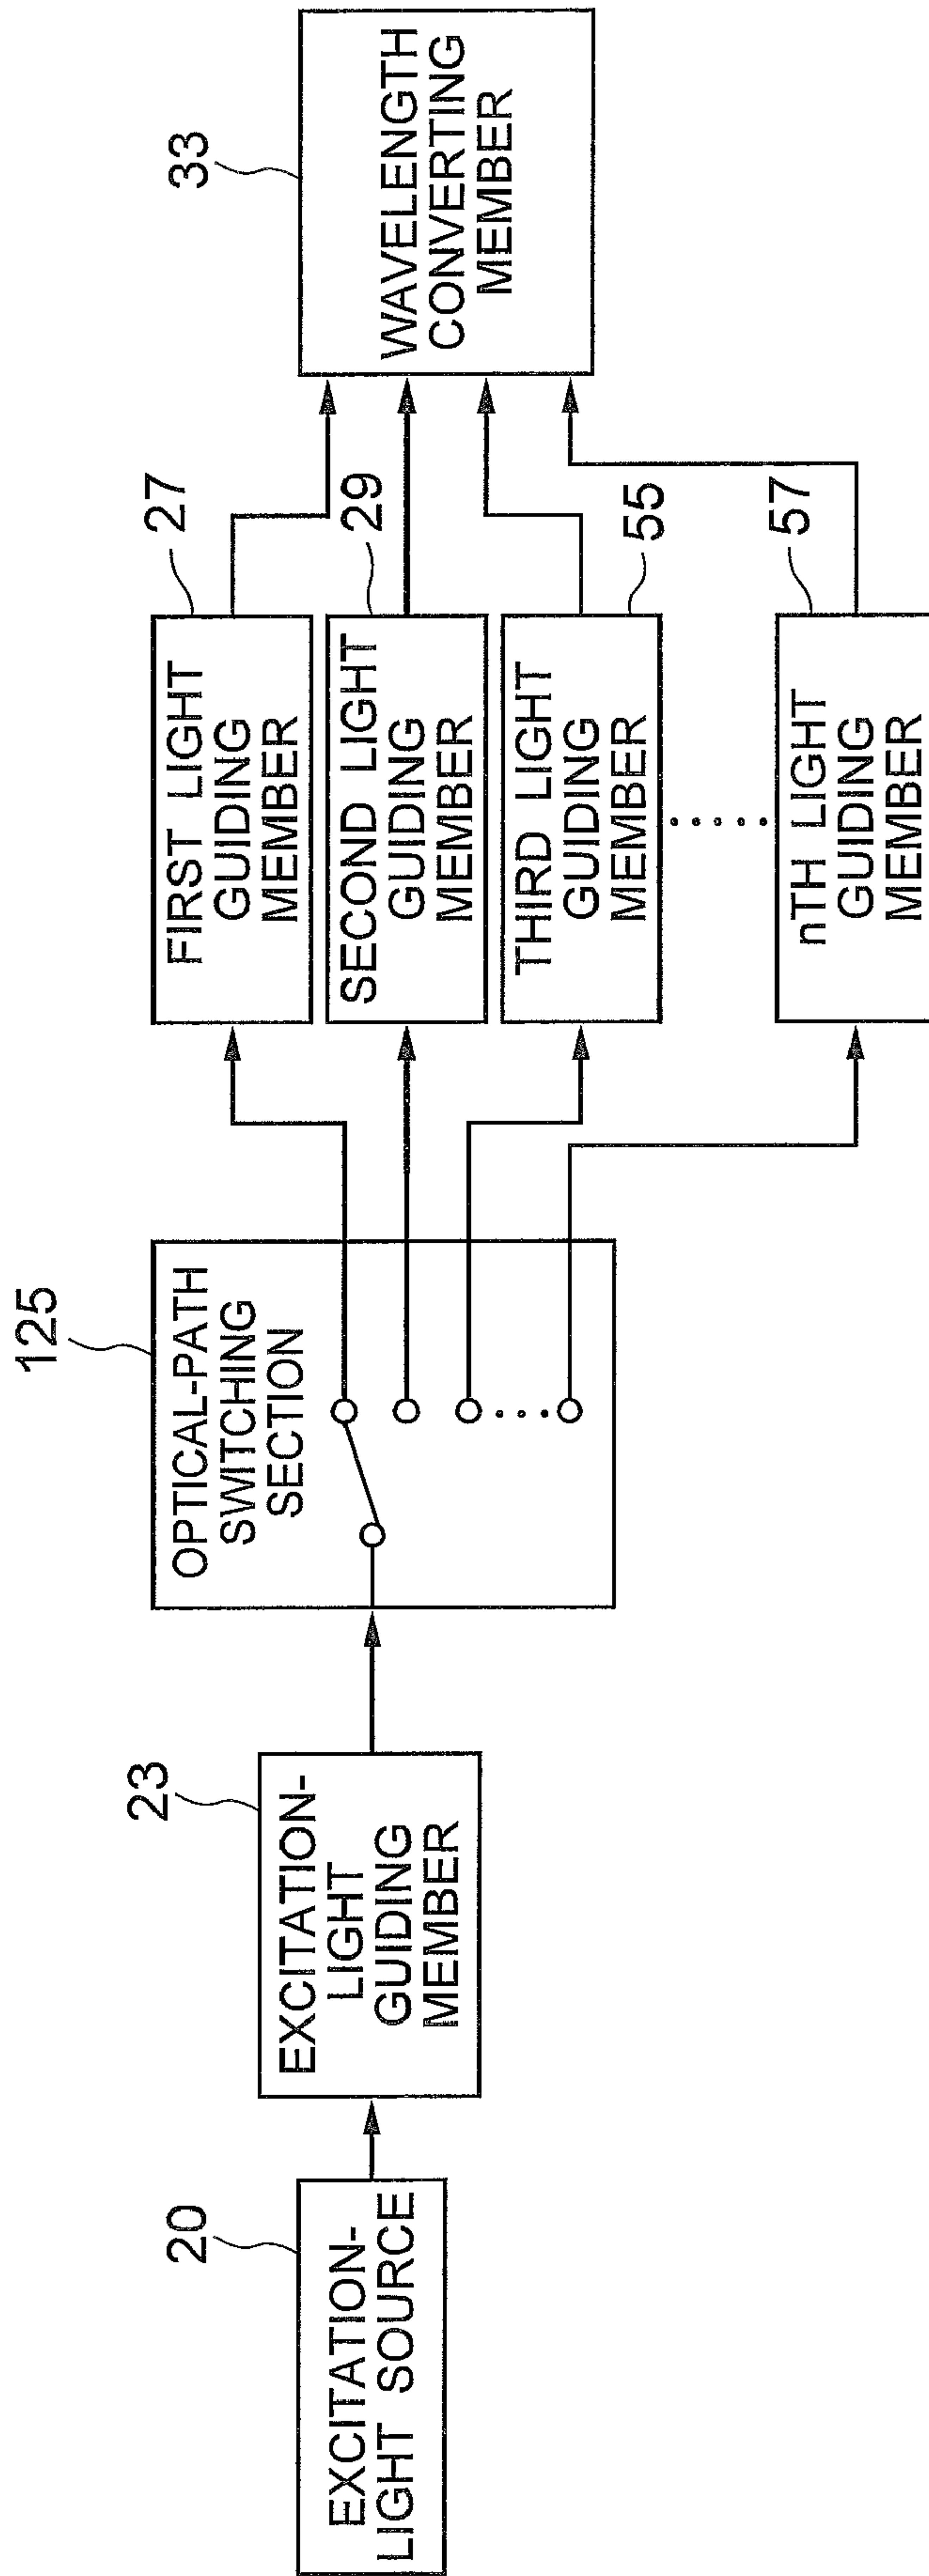 20
EXCITATION-
LIGHT SOURCE
23
EXCITATION-
LIGHT
GUIDING
MEMBER
125
OPTICAL-PATH
SWITCHING
SECTION
27
FIRST LIGHT
GUIDING
MEMBER
29
SECOND LIGHT
GUIDING
MEMBER
55
THIRD LIGHT
GUIDING
MEMBER
57
nTH LIGHT
GUIDING
MEMBER
33
WAVELENGTH
CONVERTING
MEMBER